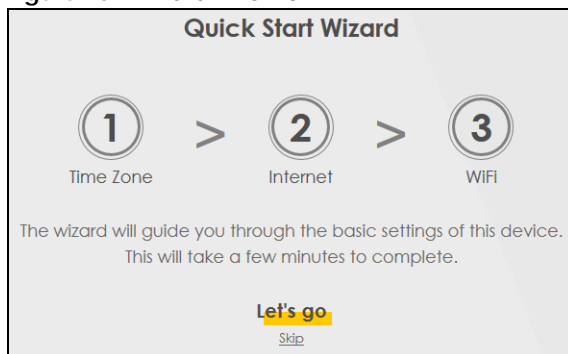 Quick Start Wizard
1 > 2 > 3
Time Zone Internet WiFi
The wizard will guide you through the basic settings of this device.
This will take a few minutes to complete.
Let's go
Skip